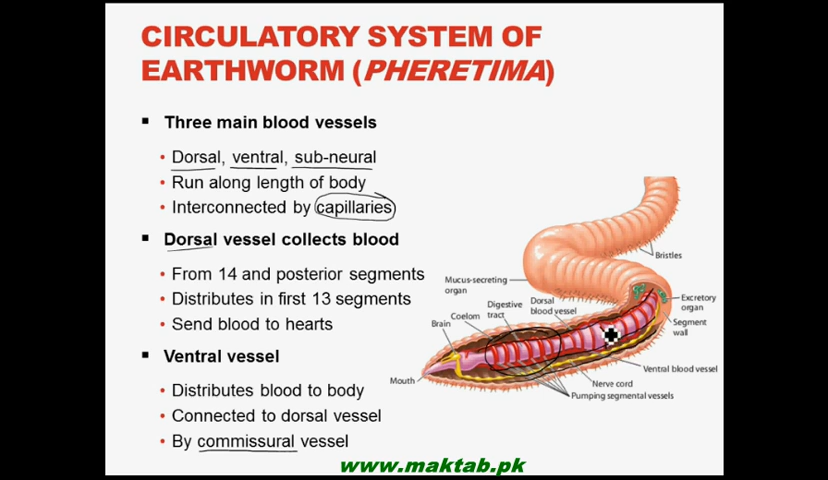 CIRCULATORY SYSTEM OF
EARTHWORM (PHERETIMA)
▪ Three main blood vessels
• Dorsal, ventral, sub-neural
• Run along length of body
• Interconnected by capillaries
▪ Dorsal vessel collects blood
• From 14 and posterior segments
• Distributes in first 13 segments
• Send blood to hearts
▪ Ventral vessel
• Distributes blood to body
• Connected to dorsal vessel
• By commissural vessel
Bristles
Mucus-secreting
organ
Digestive
tract
Dorsal
blood vessel
Coelom
Brain
Excretory
organ
Segment
wall
Mouth
Ventral blood vessel
Nerve cord
Pumping segmental vessels
www.maktab.pk